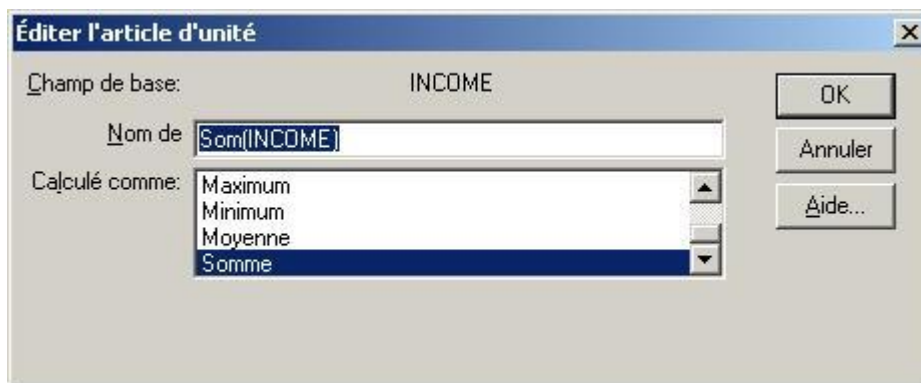 Éditer l'article d'unité
Champ de base: INCOME
OK
Nom de Som(INCOME)
Annuler
Calculé comme: Maximum
Minimum
Moyenne
Somme
Aide...